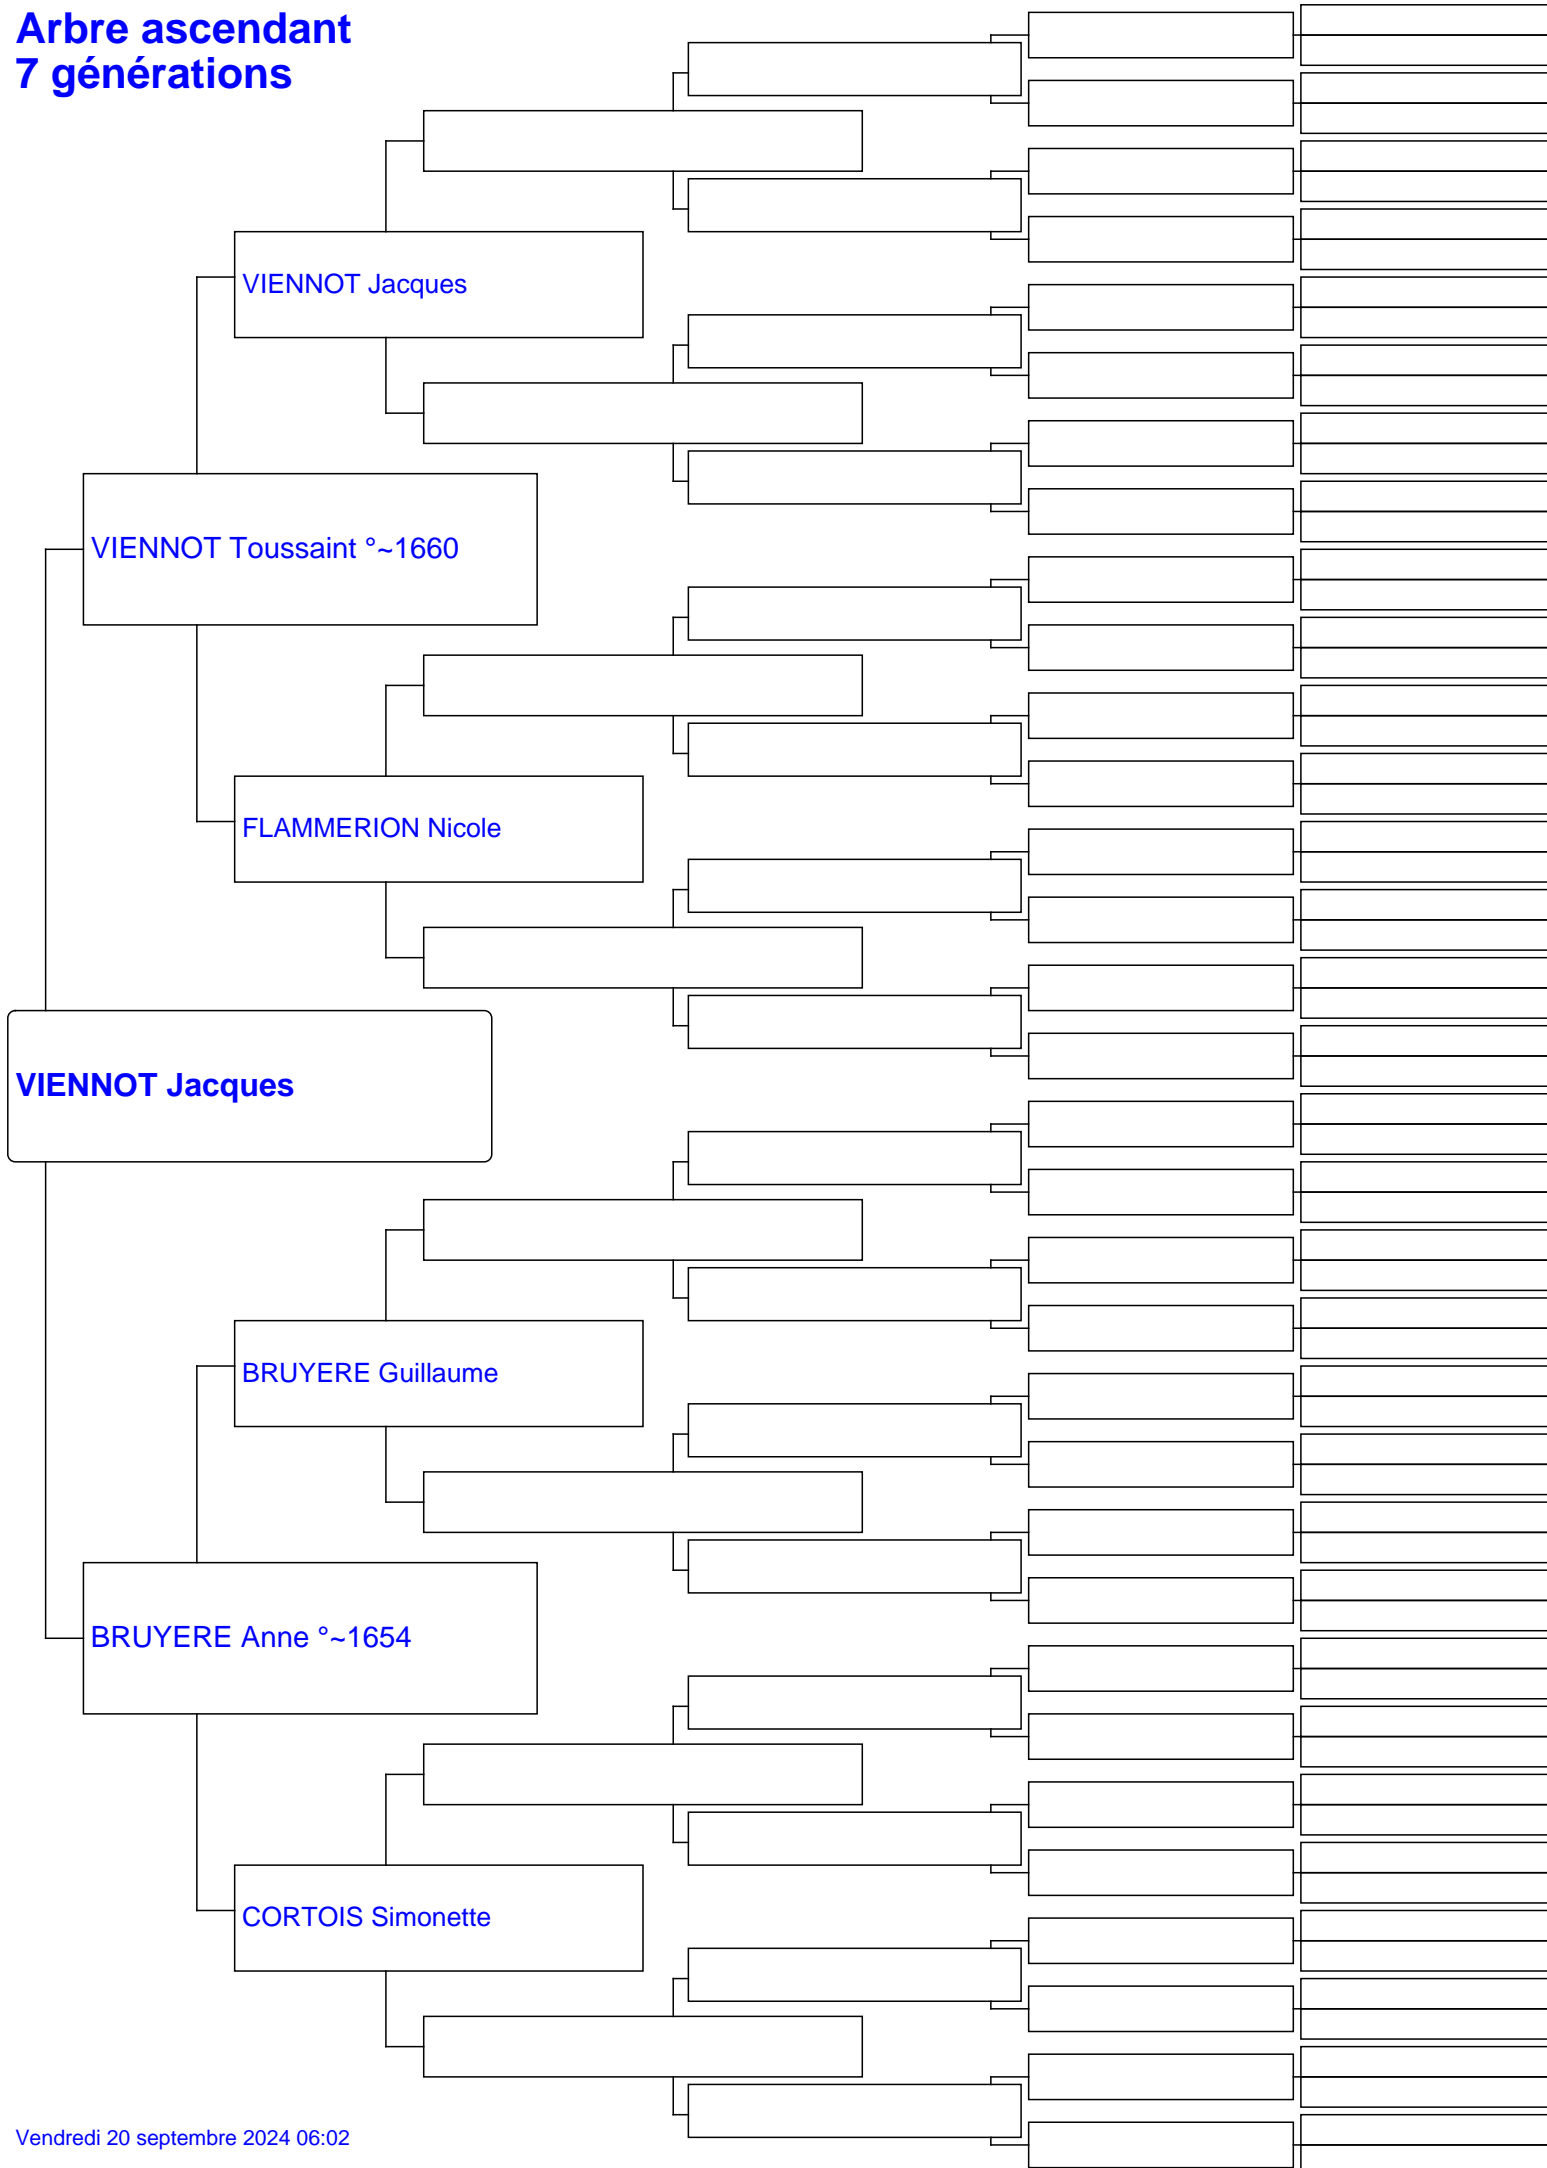 Arbre ascendant
7 générations
VIENNOT Jacques
VIENNOT Toussaint °~1660
FLAMMERION Nicole
VIENNOT Jacques
BRUYERE Guillaume
BRUYERE Anne °~1654
CORTOIS Simonette
Vendredi 20 septembre 2024 06:02